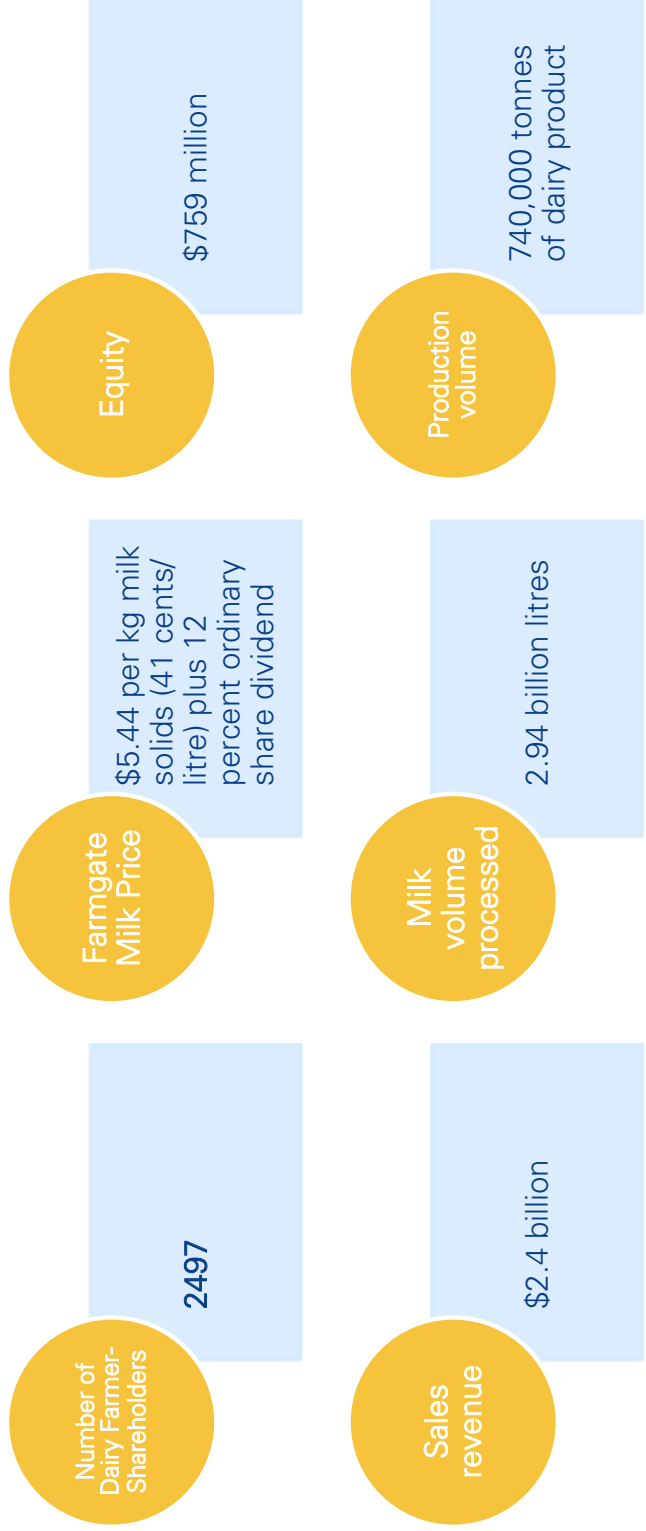 Number of
Dairy Farmer-
Shareholders
2497
Farmgate
Milk Price
$5.44 per kg milk
solids (41 cents/
litre) plus 12
percent ordinary
share dividend
Equity
$759 million
Sales
revenue
$2.4 billion
Milk
volume
processed
2.94 billion litres
Production
volume
740,000 tonnes
of dairy product